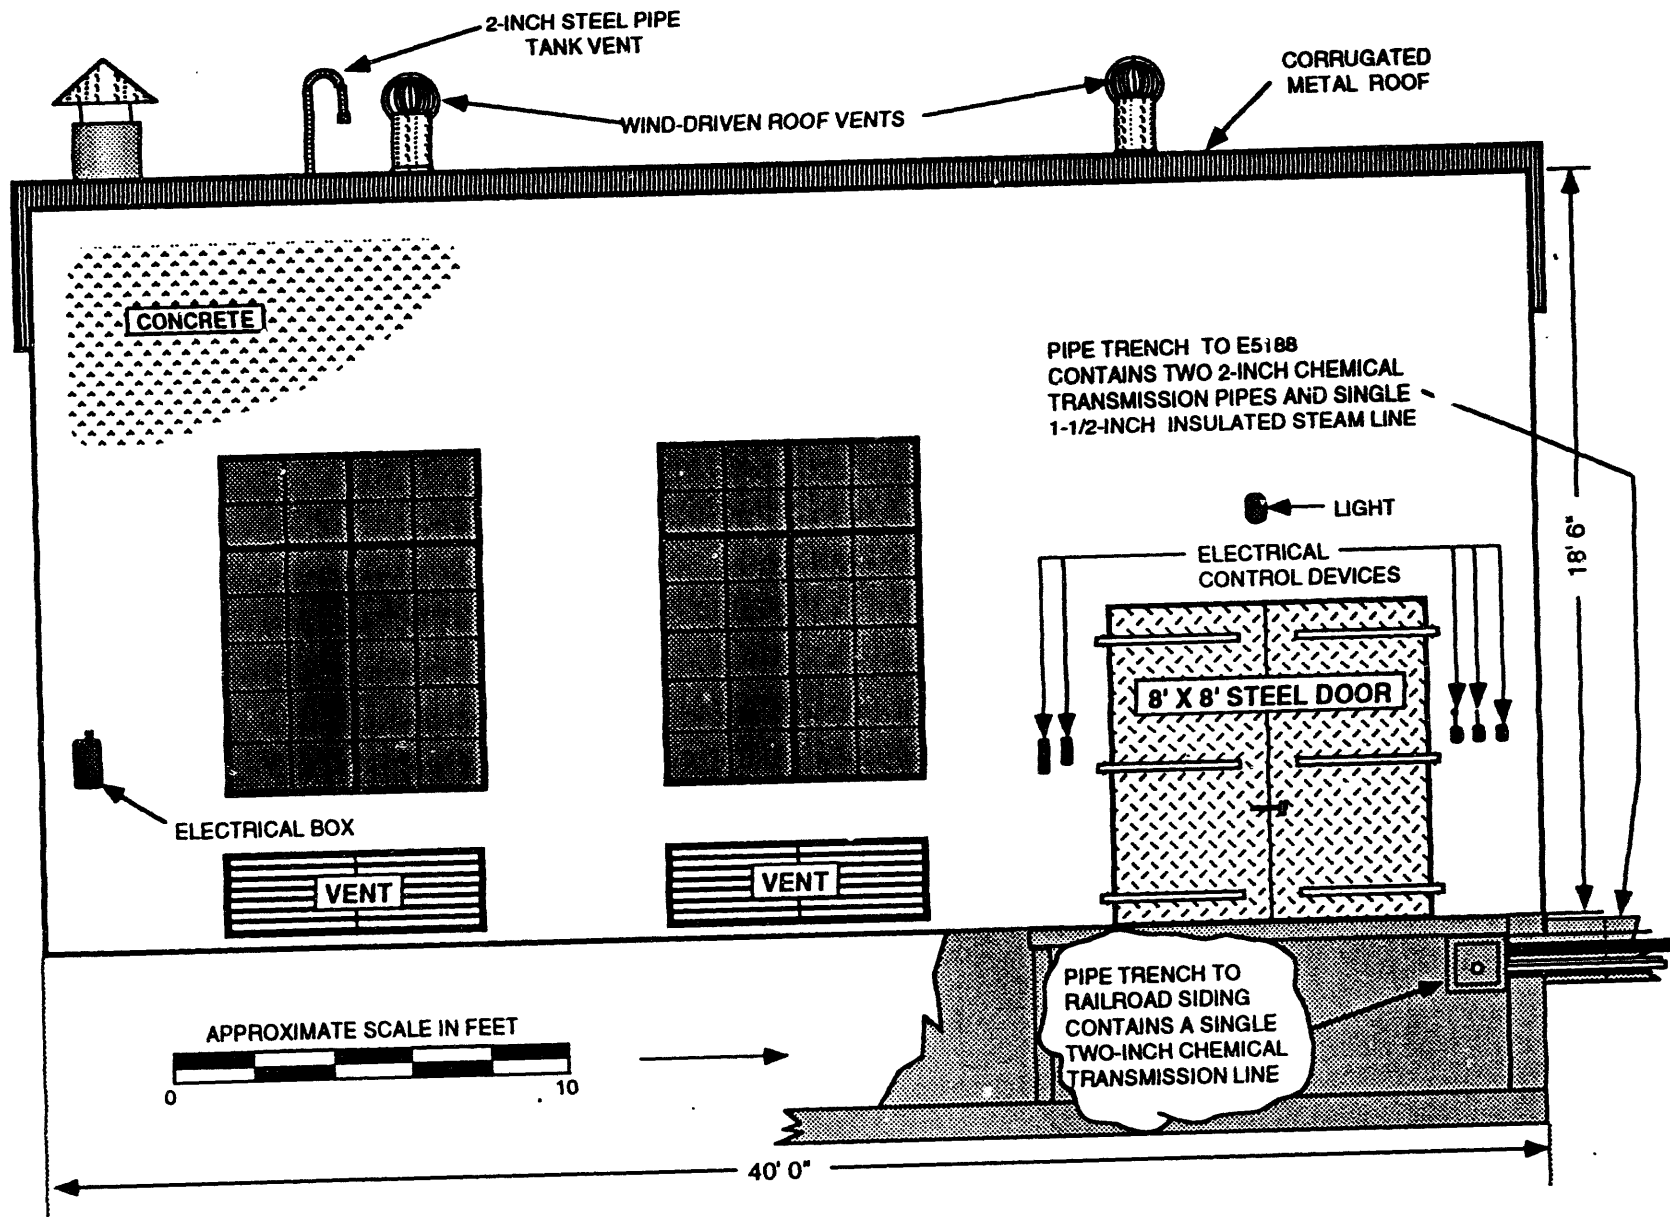 2-INCH STEEL PIPE
TANK VENT
CORRUGATED
METAL ROOF
WIND-DRIVEN ROOF VENTS
CONCRETE
PIPE TRENCH TO E5188
CONTAINS TWO 2-INCH CHEMICAL
TRANSMISSION PIPES AND SINGLE
1-1/2-INCH INSULATED STEAM LINE
LIGHT
ELECTRICAL
CONTROL DEVICES
18' 6"
8' X 8' STEEL DOOR
ELECTRICAL BOX
VENT
VENT
PIPE TRENCH TO
RAILROAD SIDING
CONTAINS A SINGLE
TWO-INCH CHEMICAL
TRANSMISSION LINE
APPROXIMATE SCALE IN FEET
0 10
40' 0"